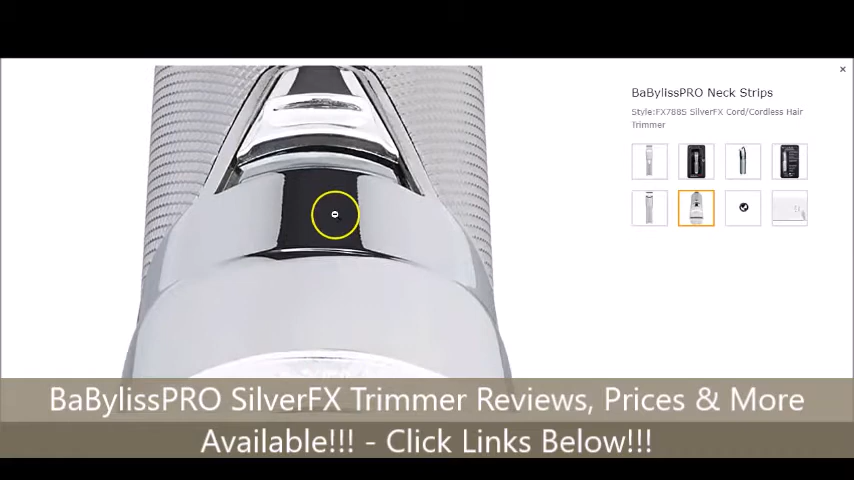 BaBylissPRO Neck Strips
Style:FX788S SilverFX Cord/Cordless Hair
Trimmer
BaBylissPRO SilverFX Trimmer Reviews, Prices & More
Available!!! - Click Links Below!!!